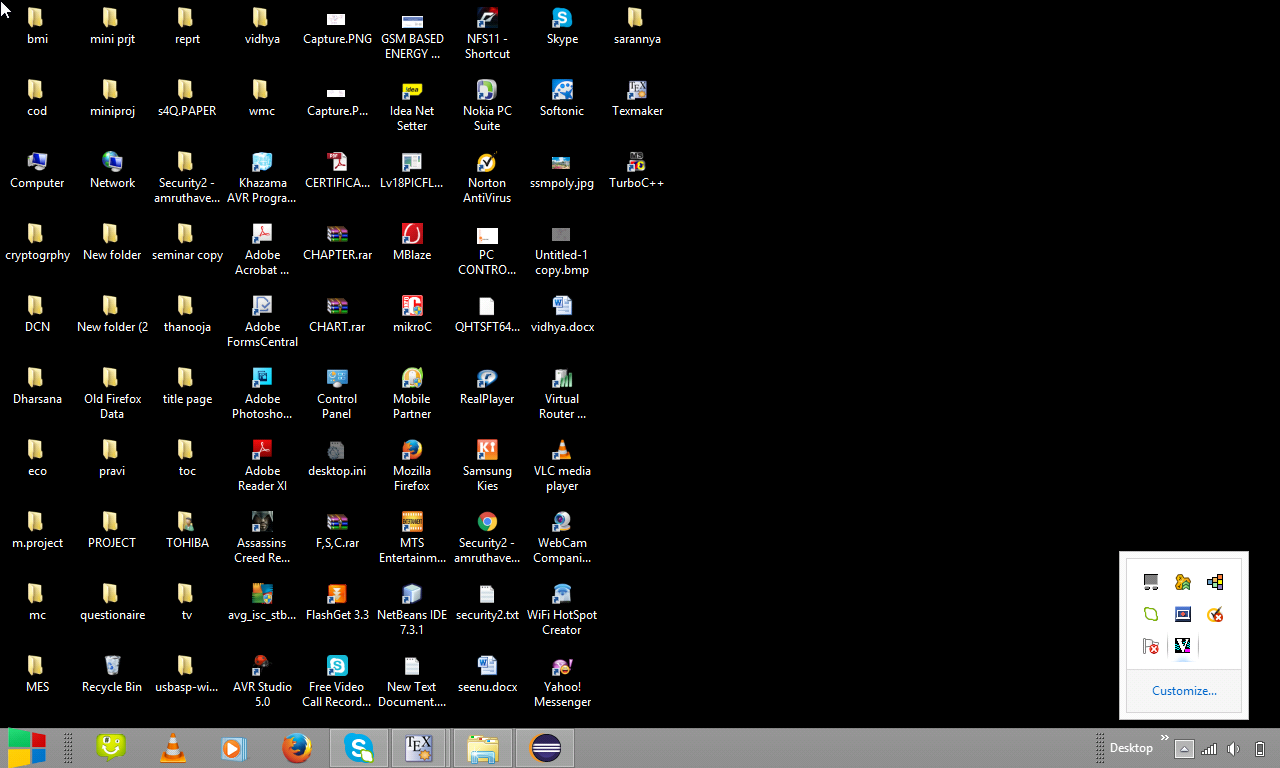 bmi
mini prjt
reprt
vidhya
Capture.PNG
GSM BASED
ENERGY ...
NFS11 -
Shortcut
Skype
sarannya
cod
miniproj
s4Q.PAPER
wmc
Capture.P...
Idea Net
Setter
Nokia PC
Suite
Softonic
Texmaker
Computer
Network
Security2 -
amruthave...
Khazama
AVR Progra...
CERTIFICA...
Lv18PICFL...
Norton
AntiVirus
ssmpoly.jpg
TurboC++
cryptogrphy
New folder
seminar copy
Adobe
Acrobat ...
CHAPTER.rar
MBlaze
PC
CONTRO...
Untitled-1
copy.bmp
DCN
New folder (2
thanooja
Adobe
FormsCentral
CHART.rar
mikroC
QHTSFT64...
vidhya.docx
Dharsana
Old Firefox
Data
title page
Adobe
Photosho...
Control
Panel
Mobile
Partner
RealPlayer
Virtual
Router ...
eco
pravi
toc
Adobe
Reader XI
desktop.ini
Mozilla
Firefox
Samsung
Kies
VLC media
player
m.project
PROJECT
TOHIBA
Assassins
Creed Re...
F,S,C.rar
MTS
Entertainm...
Security2 -
amruthave...
WebCam
Compani...
mc
questionaire
tv
avg_isc_stb...
FlashGet 3.3
NetBeans IDE
7.3.1
security2.txt
WiFi HotSpot
Creator
MES
Recycle Bin
usbasp-wi...
AVR Studio
5.0
Free Video
Call Record...
New Text
Document....
seenu.docx
Yahoo!
Messenger
Customize...
Desktop